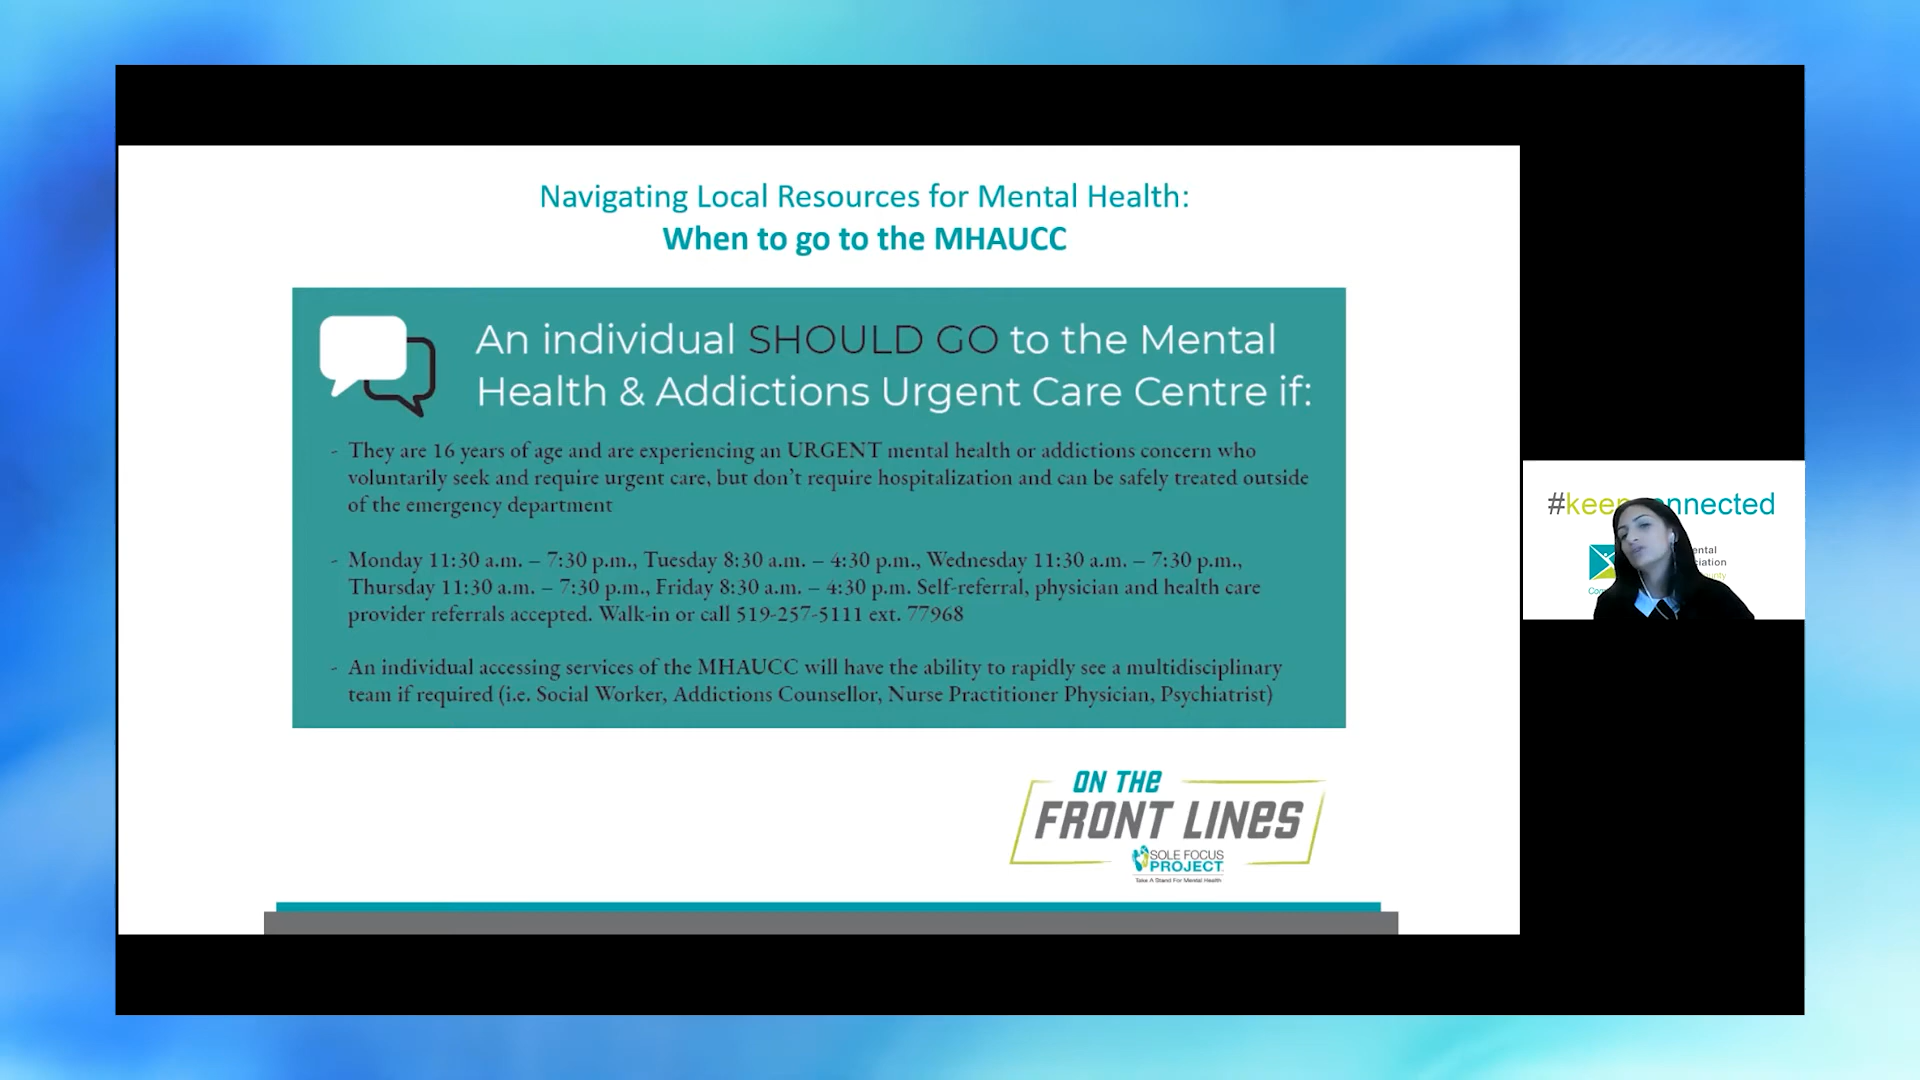 Navigating Local Resources for Mental Health:
When to go to the MHAUCC
An individual SHOULD GO to the Mental
Health & Addictions Urgent Care Centre if:
- They are 16 years of age and are experiencing an URGENT mental health or addictions concern who
voluntarily seek and require urgent care, but don't require hospitalization and can be safely treated outside
of the emergency department
- Monday 11:30 a.m. – 7:30 p.m., Tuesday 8:30 a.m. – 4:30 p.m., Wednesday 11:30 a.m. – 7:30 p.m.,
Thursday 11:30 a.m. – 7:30 p.m., Friday 8:30 a.m. – 4:30 p.m. Self-referral, physician and health care
provider referrals accepted. Walk-in or call 519-257-5111 ext. 77968
- An individual accessing services of the MHAUCC will have the ability to rapidly see a multidisciplinary
team if required (i.e. Social Worker, Addictions Counsellor, Nurse Practitioner Physician, Psychiatrist)
ON THE
FRONT LINES
SOLE FOCUS
PROJECT
Take A Stand For Mental Health
#keep nnected